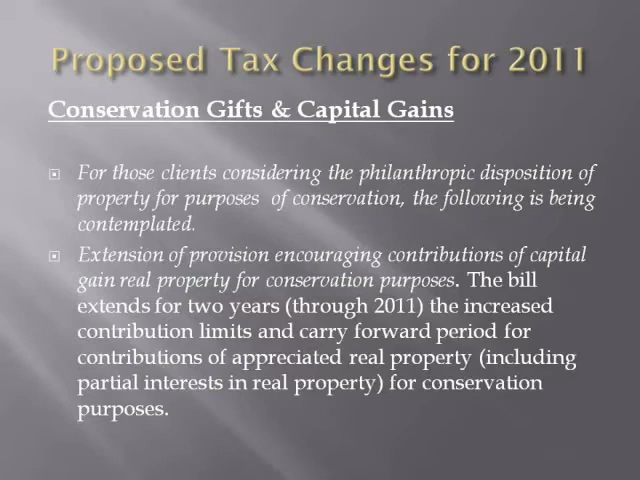 Proposed Tax Changes for 2011
Conservation Gifts & Capital Gains
For those clients considering the philanthropic disposition of
property for purposes of conservation, the following is being
contemplated.
Extension of provision encouraging contributions of capital
gain real property for conservation purposes. The bill
extends for two years (through 2011) the increased
contribution limits and carry forward period for
contributions of appreciated real property (including
partial interests in real property) for conservation
purposes.